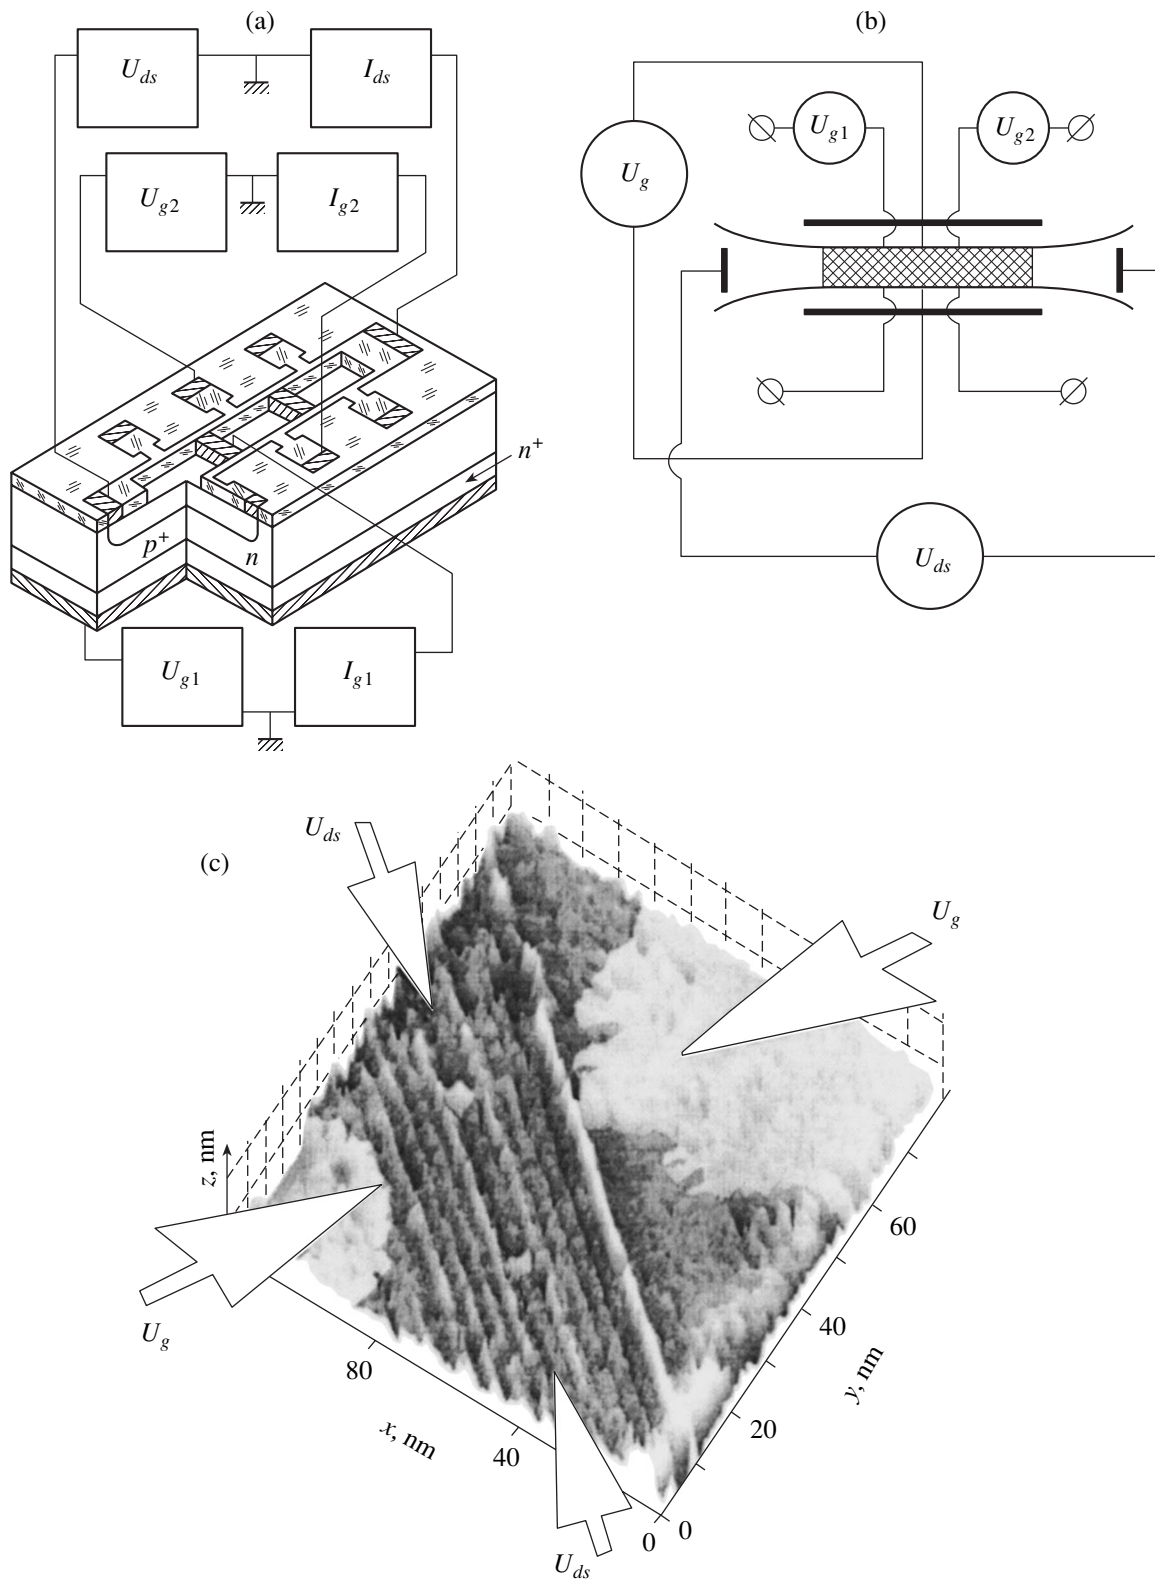 (a)
(b)
U_ds
I_ds
U_g2
I_g2
U_g1
U_g2
U_g
n+
p+
n
U_ds
U_g1
I_g1
(c)
U_ds
U_g
z, nm
60
U_g
80
40
y, nm
x, nm
40
20
0
0
U_ds